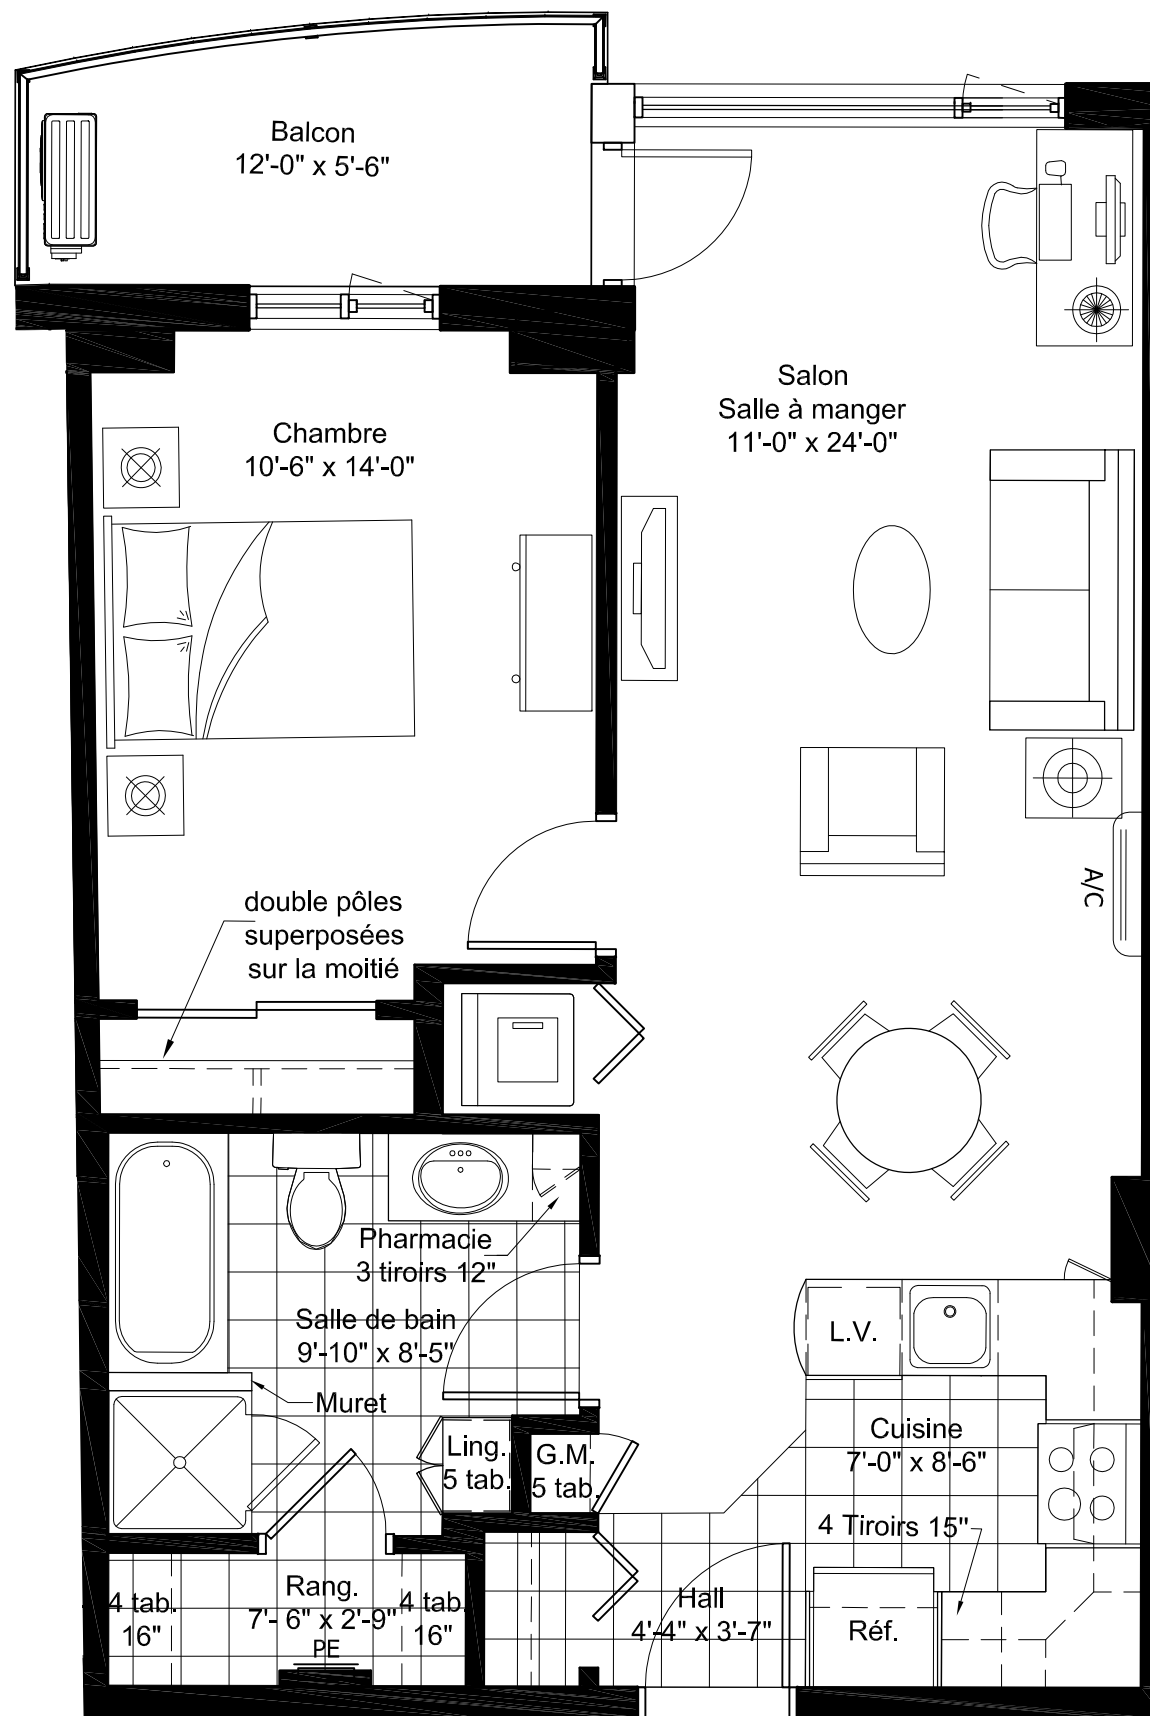 Balcon
12'-0" x 5'-6"
Salon
Salle à manger
11'-0" x 24'-0"
Chambre
10'-6" x 14'-0"
A/C
double pôles
superposées
sur la moitié
Pharmacie
3 tiroirs 12"
Salle de bain
9'-10" x 8'-5"
L.V.
Muret
Cuisine
7'-0" x 8'-6"
Ling.
5 tab.
G.M.
5 tab.
4 Tiroirs 15"
4 tab.
16"
Rang.
7'- 6" x 2'-9"
PE
4 tab.
16"
Hall
4'-4" x 3'-7"
Réf.